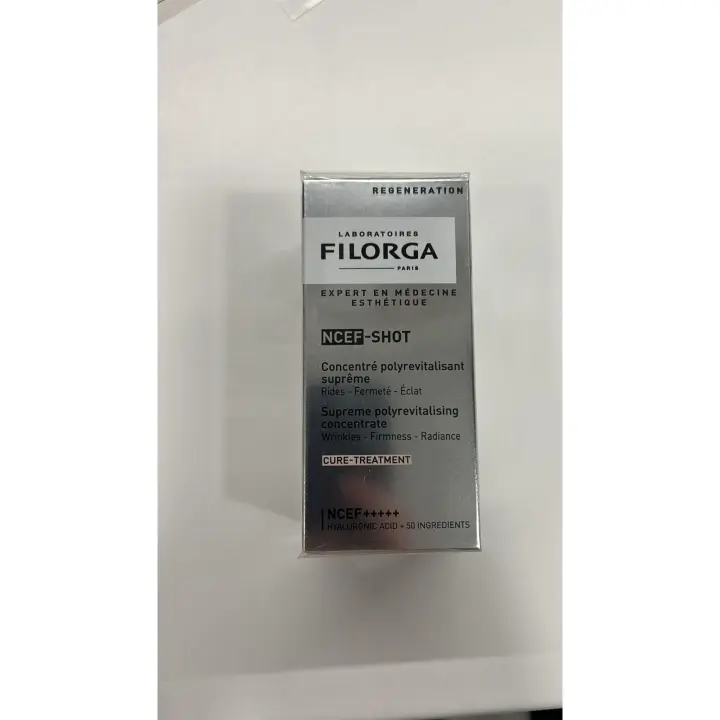 REGENERATION
LABORATOIRES
FILORGA
PARIS
EXPERT EN MÉDECINE
ESTHÉTIQUE
NCEF-SHOT
Concentré polyrevitalisant
suprême
Rides - Fermeté - Éclat
Supreme polyrevitalising
concentrate
Wrinkles - Firmness - Radiance
CURE-TREATMENT
NCEF+++++
HYALURONIC ACID + 50 INGREDIENTS